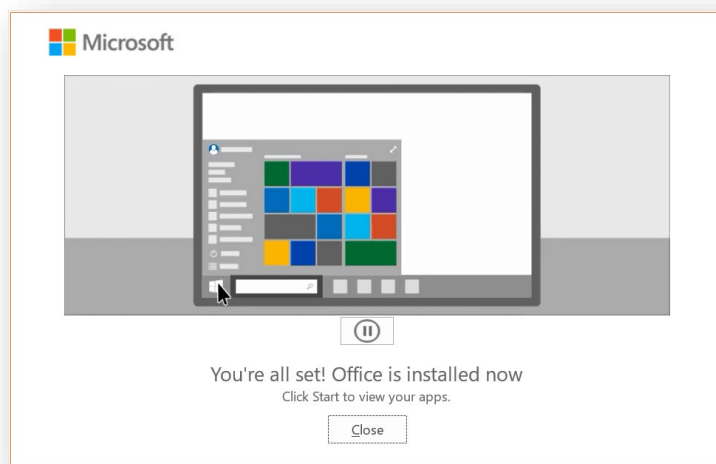 Microsoft
You're all set! Office is installed now
Click Start to view your apps.
Close